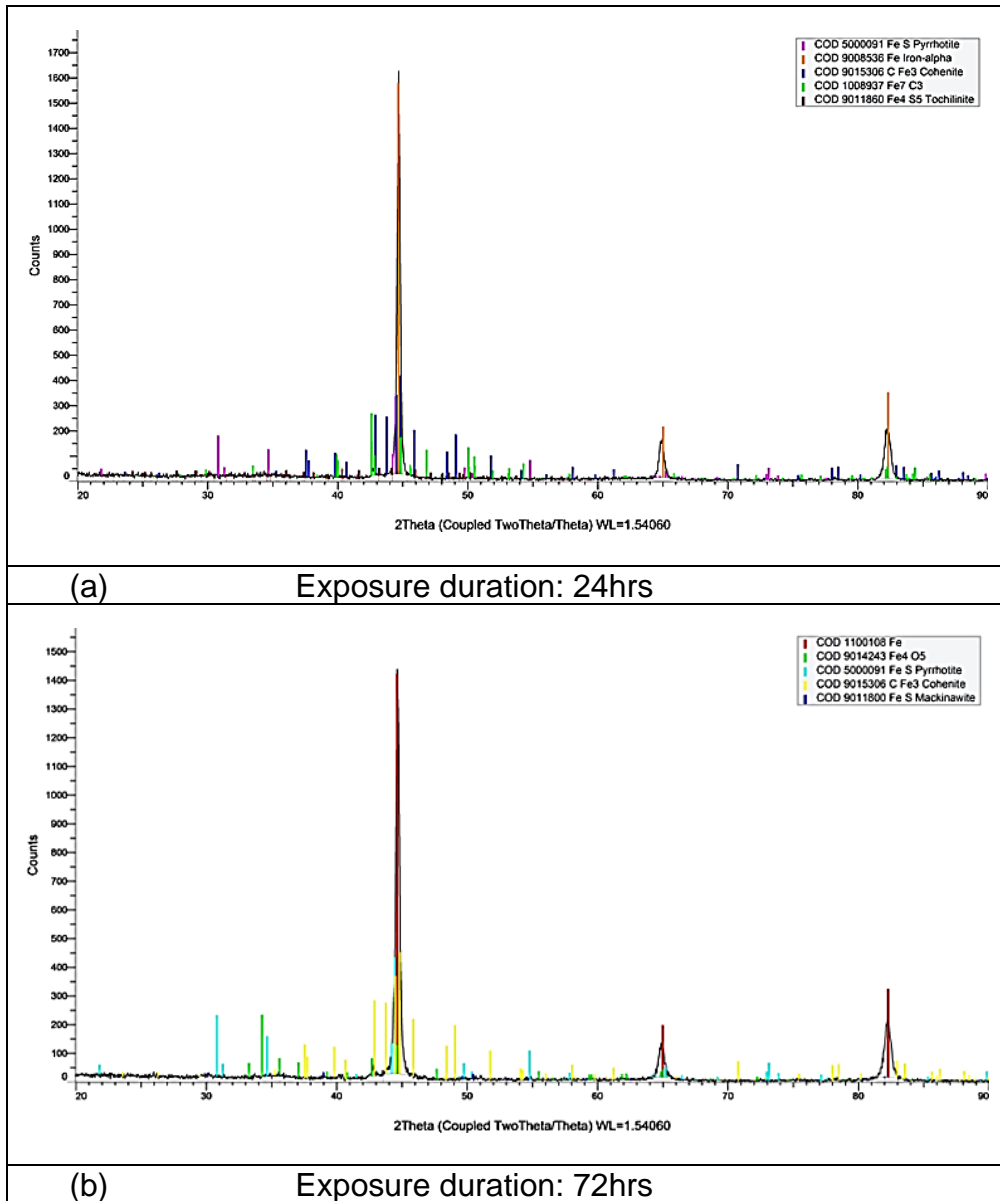 1700
1600
1500
1400
1300
1200
1100
1000
900
800
700
600
500
400
300
200
100
0
Counts
COD 5000091 Fe S Pyrrhotite
COD 9008536 Fe Iron-alpha
COD 9015306 C Fe3 Cohenite
COD 1008937 Fe7 C3
COD 9011860 Fe4 S5 Tochilinite
20 30 40 50 60 70 80 90
2Theta (Coupled TwoTheta/Theta) WL=1.54060
(a) Exposure duration: 24hrs
1500
1400
1300
1200
1100
1000
900
800
700
600
500
400
300
200
100
0
Counts
COD 1100108 Fe
COD 9014243 Fe4 O5
COD 5000091 Fe S Pyrrhotite
COD 9015306 C Fe3 Cohenite
COD 9011800 Fe S Mackinawite
20 30 40 50 60 70 80 90
2Theta (Coupled TwoTheta/Theta) WL=1.54060
(b) Exposure duration: 72hrs